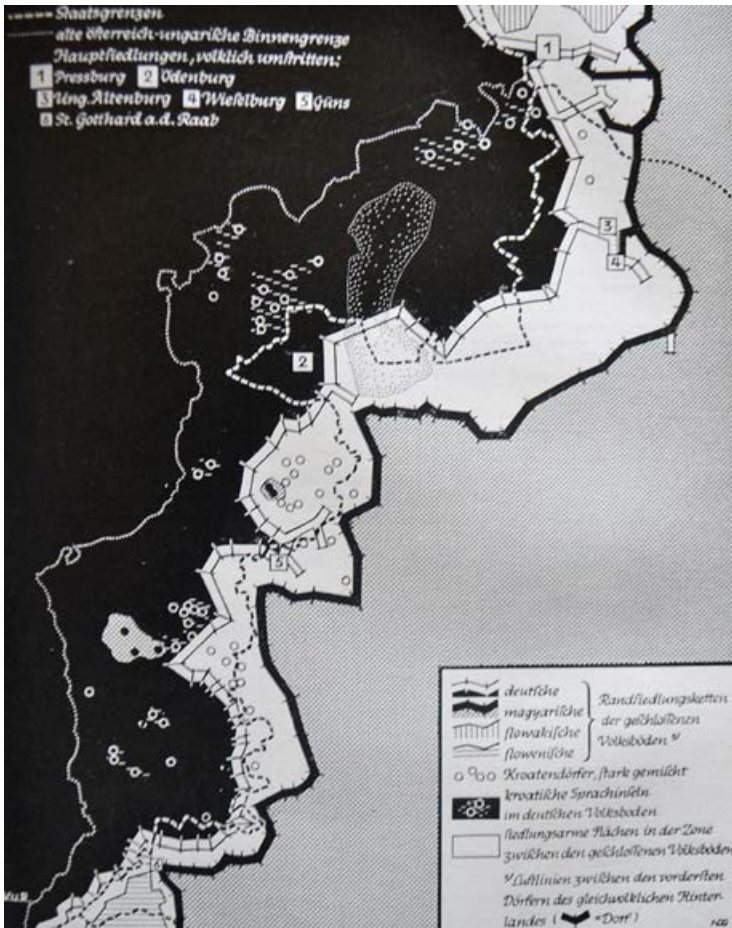 Staatsgrenzen
alte österreich-ungarische Binnengrenze
Hauptsiedlungen, volklich umstritten:
1 Pressburg 2 Ödenburg
3 Ung. Altenburg 4 Wieselburg 5 Güns
6 St. Gotthard a.d. Raab
1
3
4
2
5
6
deutsche
magyarische
slowakische
slowenische
Randsiedlungsketten
der geschlossenen
Volksböden *)
Kroatendörfer, stark gemischt
kroatische Sprachinseln
im deutschen Volksboden
siedlungsarme Flächen in der Zone
zwischen den geschlossenen Volksböden
*) Luftlinien zwischen den vordersten
Dörfern des gleichvolklichen Hinter-
landes ( = Dorf )